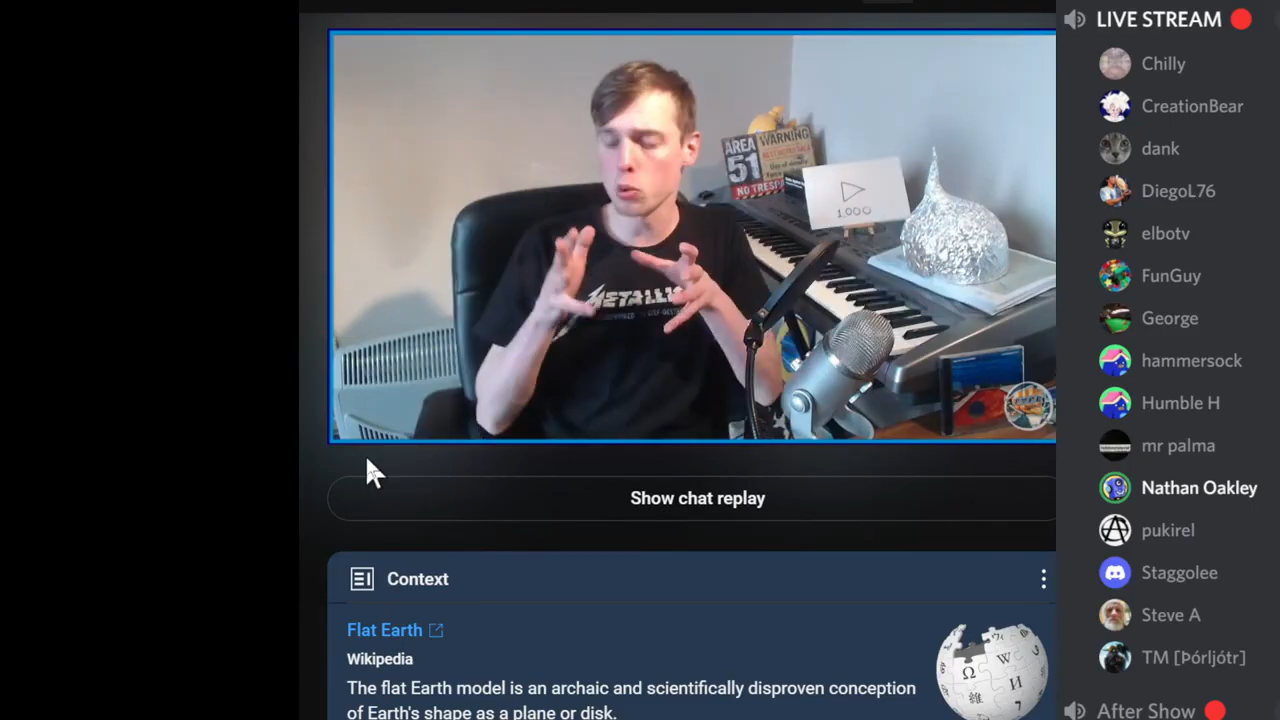 LIVE STREAM
Chilly
CreationBear
dank
DiegoL76
elbotv
FunGuy
George
hammersock
Humble H
mr palma
Nathan Oakley
pukirel
Staggolee
Steve A
TM [Þórljótr]
After Show
AREA
51
NO TRESP
WARNING
1,000
METALLIC
Show chat replay
Context
Flat Earth
Wikipedia
The flat Earth model is an archaic and scientifically disproven conception
of Earth's shape as a plane or disk.